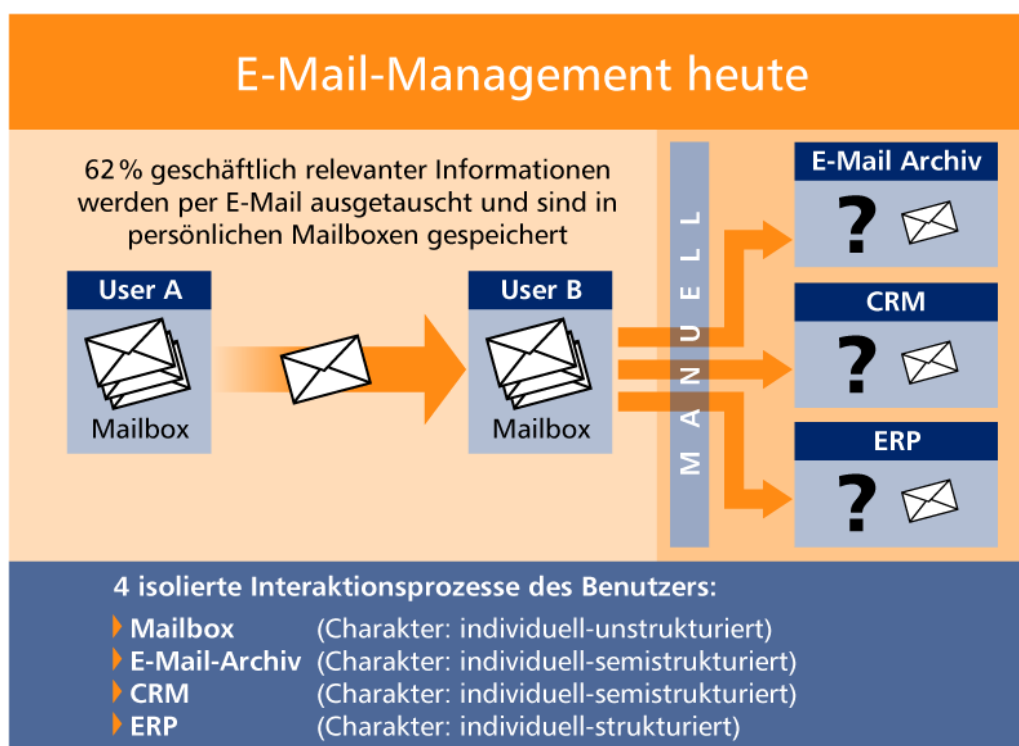 E-Mail-Management heute
62 % geschäftlich relevanter Informationen
werden per E-Mail ausgetauscht und sind in
persönlichen Mailboxen gespeichert
User A
Mailbox
User B
Mailbox
MANUELL
E-Mail Archiv
?
CRM
?
ERP
?
4 isolierte Interaktionsprozesse des Benutzers:
Mailbox (Charakter: individuell-unstrukturiert)
E-Mail-Archiv (Charakter: individuell-semistrukturiert)
CRM (Charakter: individuell-semistrukturiert)
ERP (Charakter: individuell-strukturiert)